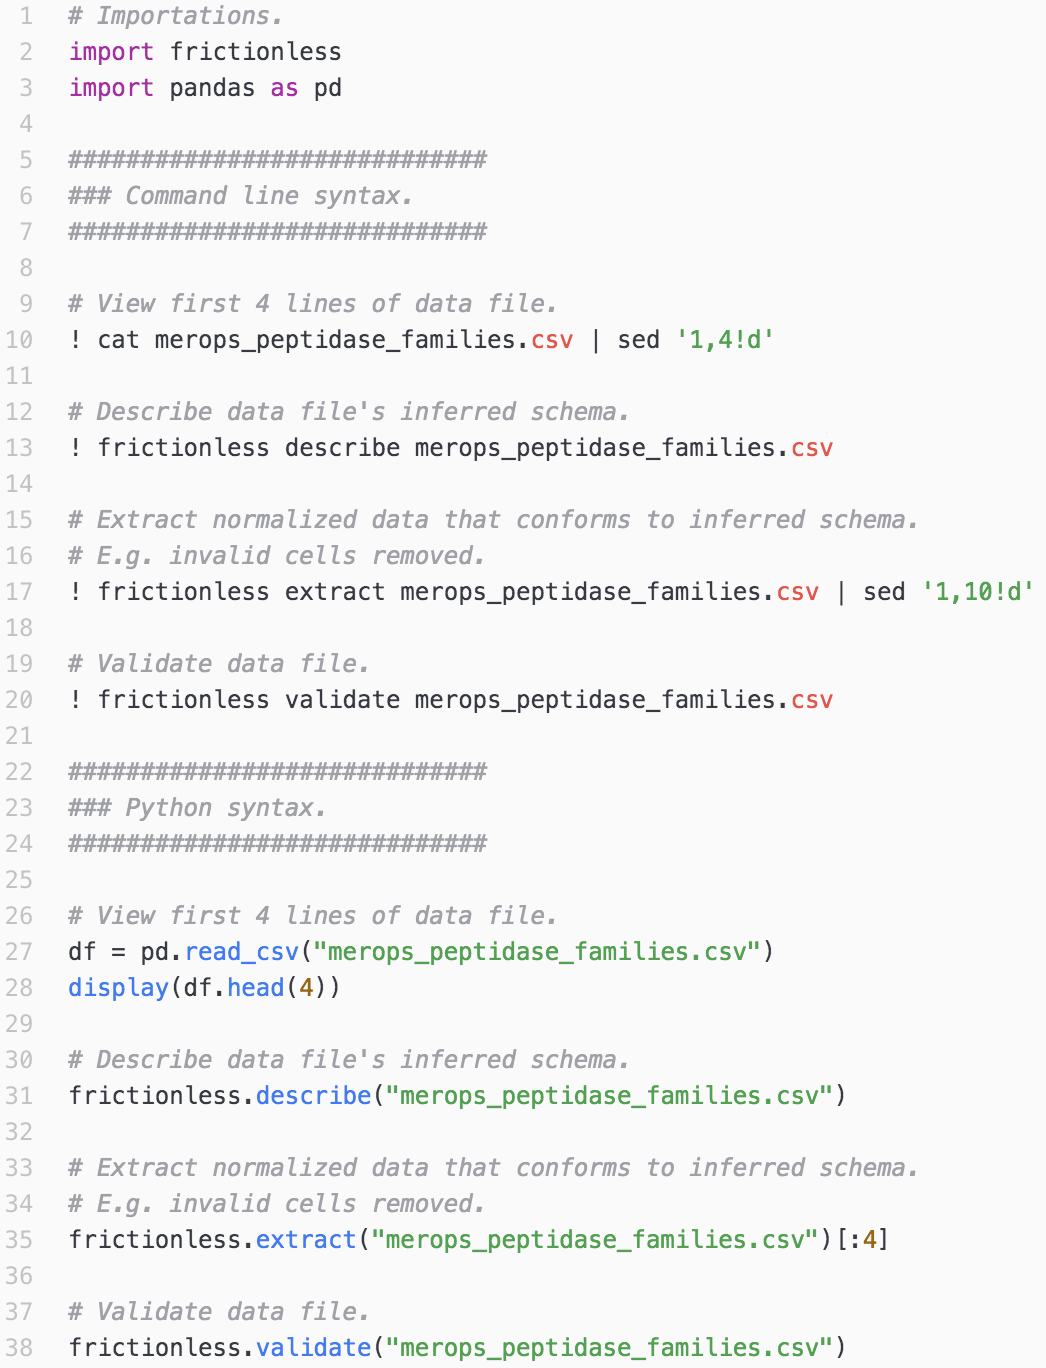 1 # Importations.
2 import frictionless
3 import pandas as pd
4
5 #############################
6 ### Command line syntax.
7 #############################
8
9 # View first 4 lines of data file.
10 ! cat merops_peptidase_families.csv | sed '1,4!d'
11
12 # Describe data file's inferred schema.
13 ! frictionless describe merops_peptidase_families.csv
14
15 # Extract normalized data that conforms to inferred schema.
16 # E.g. invalid cells removed.
17 ! frictionless extract merops_peptidase_families.csv | sed '1,10!d'
18
19 # Validate data file.
20 ! frictionless validate merops_peptidase_families.csv
21
22 #############################
23 ### Python syntax.
24 #############################
25
26 # View first 4 lines of data file.
27 df = pd.read_csv("merops_peptidase_families.csv")
28 display(df.head(4))
29
30 # Describe data file's inferred schema.
31 frictionless.describe("merops_peptidase_families.csv")
32
33 # Extract normalized data that conforms to inferred schema.
34 # E.g. invalid cells removed.
35 frictionless.extract("merops_peptidase_families.csv")[:4]
36
37 # Validate data file.
38 frictionless.validate("merops_peptidase_families.csv")